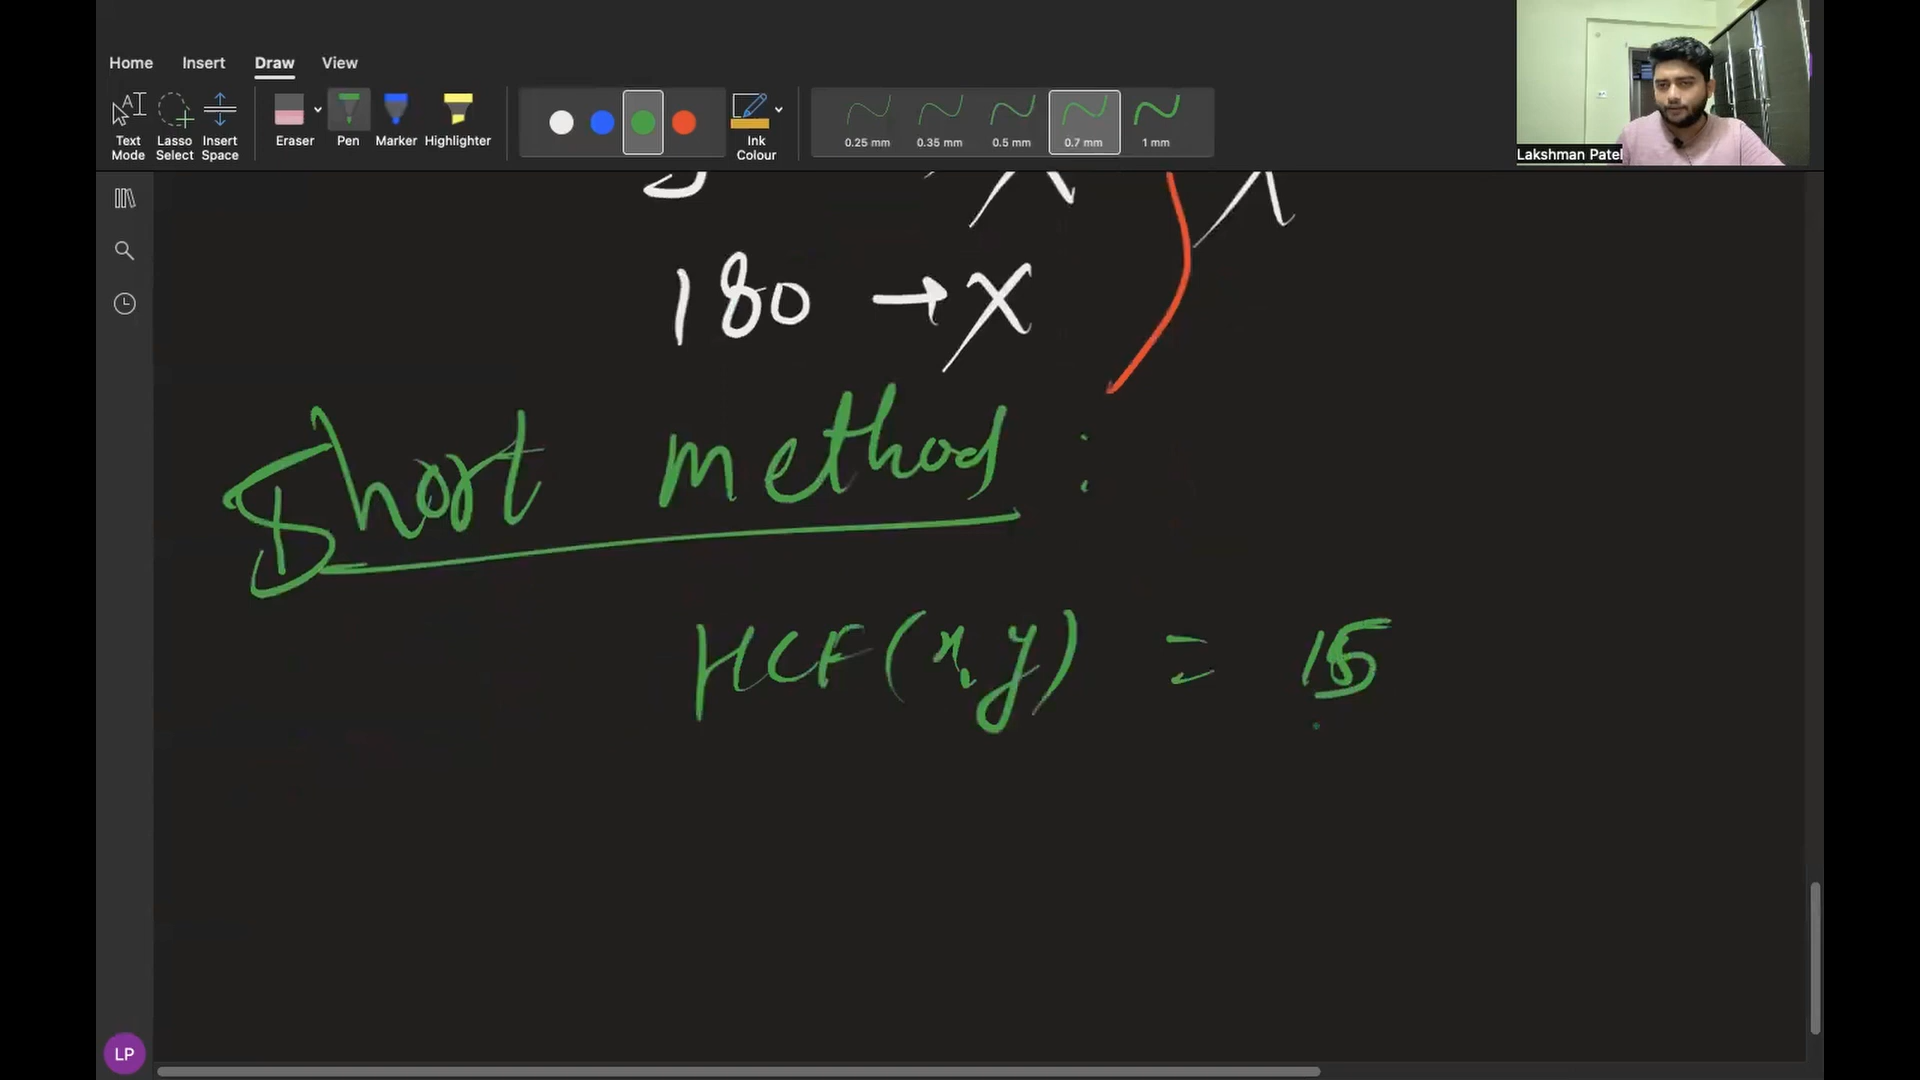 Home Insert Draw View
Text Mode
Lasso Select
Insert Space
Eraser
Pen
Marker
Highlighter
Ink Colour
0.25 mm
0.35 mm
0.5 mm
0.7 mm
1 mm
Lakshman Patel
180 → X
Short method :
HCF(x,y) = 15
LP